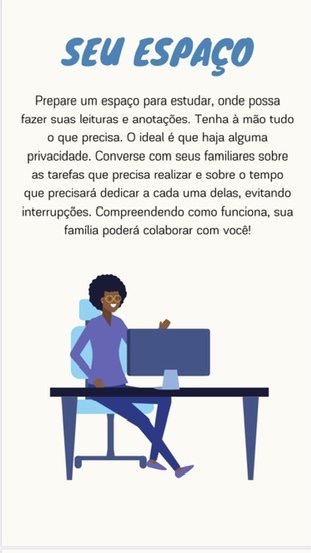 SEU ESPAÇO
Prepare um espaço para estudar, onde possa
fazer suas leituras e anotações. Tenha à mão tudo
o que precisa. O ideal é que haja alguma
privacidade. Converse com seus familiares sobre
as tarefas que precisa realizar e sobre o tempo
que precisará dedicar a cada uma delas, evitando
interrupções. Compreendendo como funciona, sua
família poderá colaborar com você!